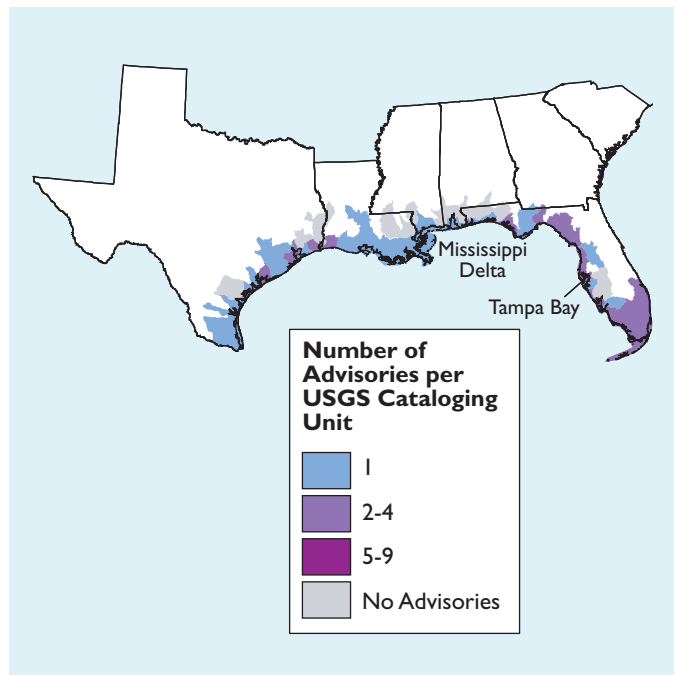 Mississippi
Delta
Tampa Bay
Number of
Advisories per
USGS Cataloging
Unit
1
2-4
5-9
No Advisories